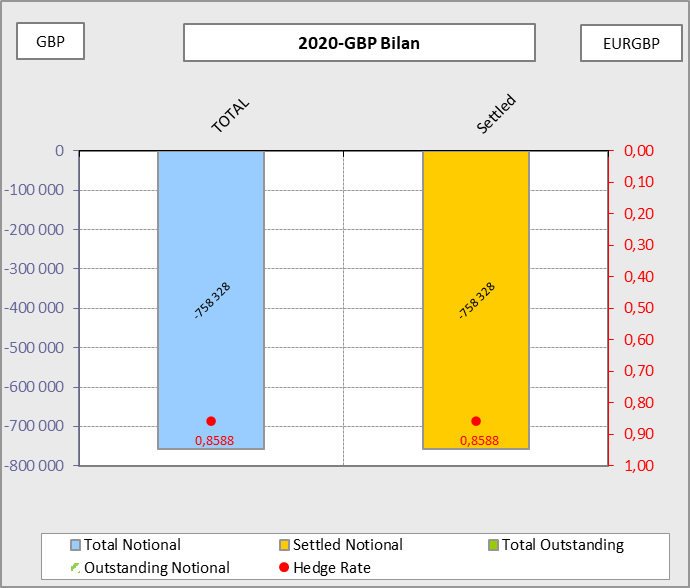 GBP
2020-GBP Bilan
EURGBP
TOTAL
Settled
0
-100 000
-200 000
-300 000
-400 000
-500 000
-600 000
-700 000
-800 000
-758 328
-758 328
0,8588
0,8588
0,00
0,10
0,20
0,30
0,40
0,50
0,60
0,70
0,80
0,90
1,00
Total Notional
Settled Notional
Total Outstanding
Outstanding Notional
Hedge Rate